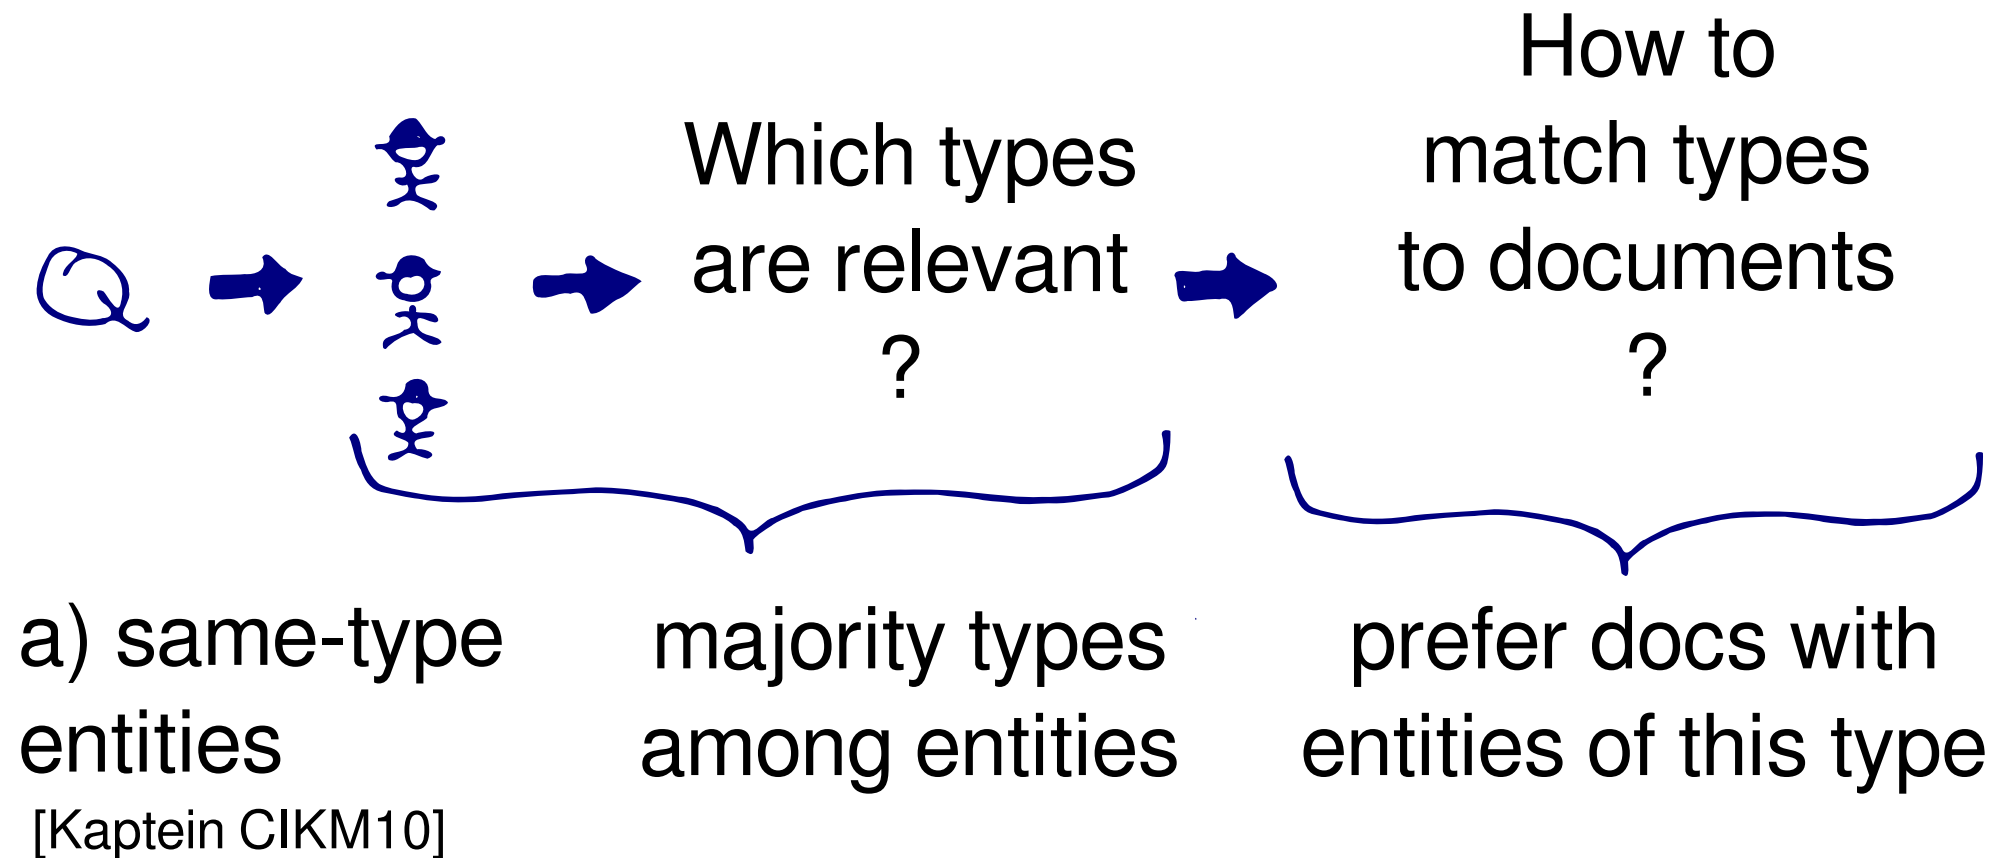 Q
Which types
are relevant
?
How to
match types
to documents
?
a) same-type
entities
[Kaptein CIKM10]
majority types
among entities
prefer docs with
entities of this type